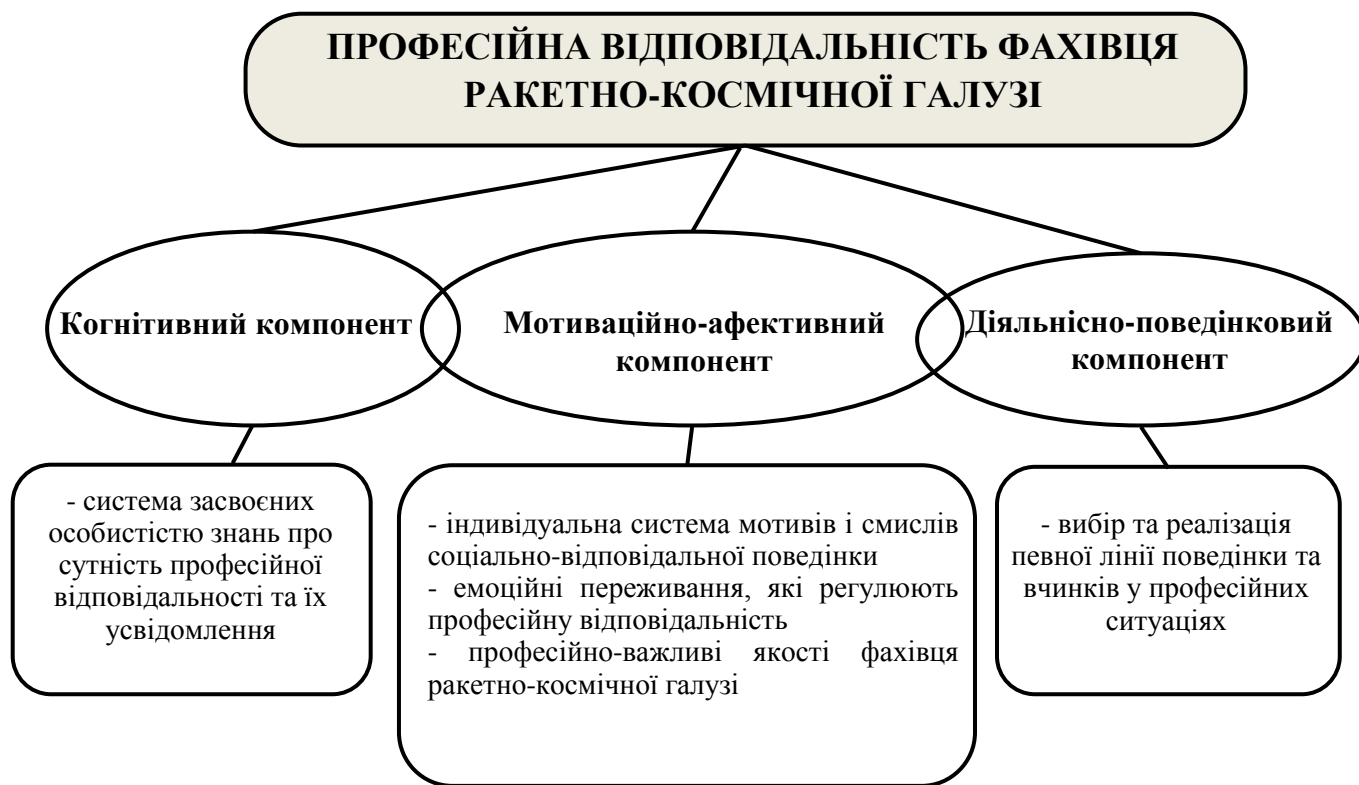 ПРОФЕСІЙНА ВІДПОВІДАЛЬНІСТЬ ФАХІВЦЯ
РАКЕТНО-КОСМІЧНОЇ ГАЛУЗІ
Когнітивний компонент
Мотиваційно-афективний
компонент
Діяльнісно-поведінковий
компонент
- система засвоєних
особистістю знань про
сутність професійної
відповідальності та їх
усвідомлення
- індивідуальна система мотивів і смислів
соціально-відповідальної поведінки
- емоційні переживання, які регулюють
професійну відповідальність
- професійно-важливі якості фахівця
ракетно-космічної галузі
- вибір та реалізація
певної лінії поведінки та
вчинків у професійних
ситуаціях